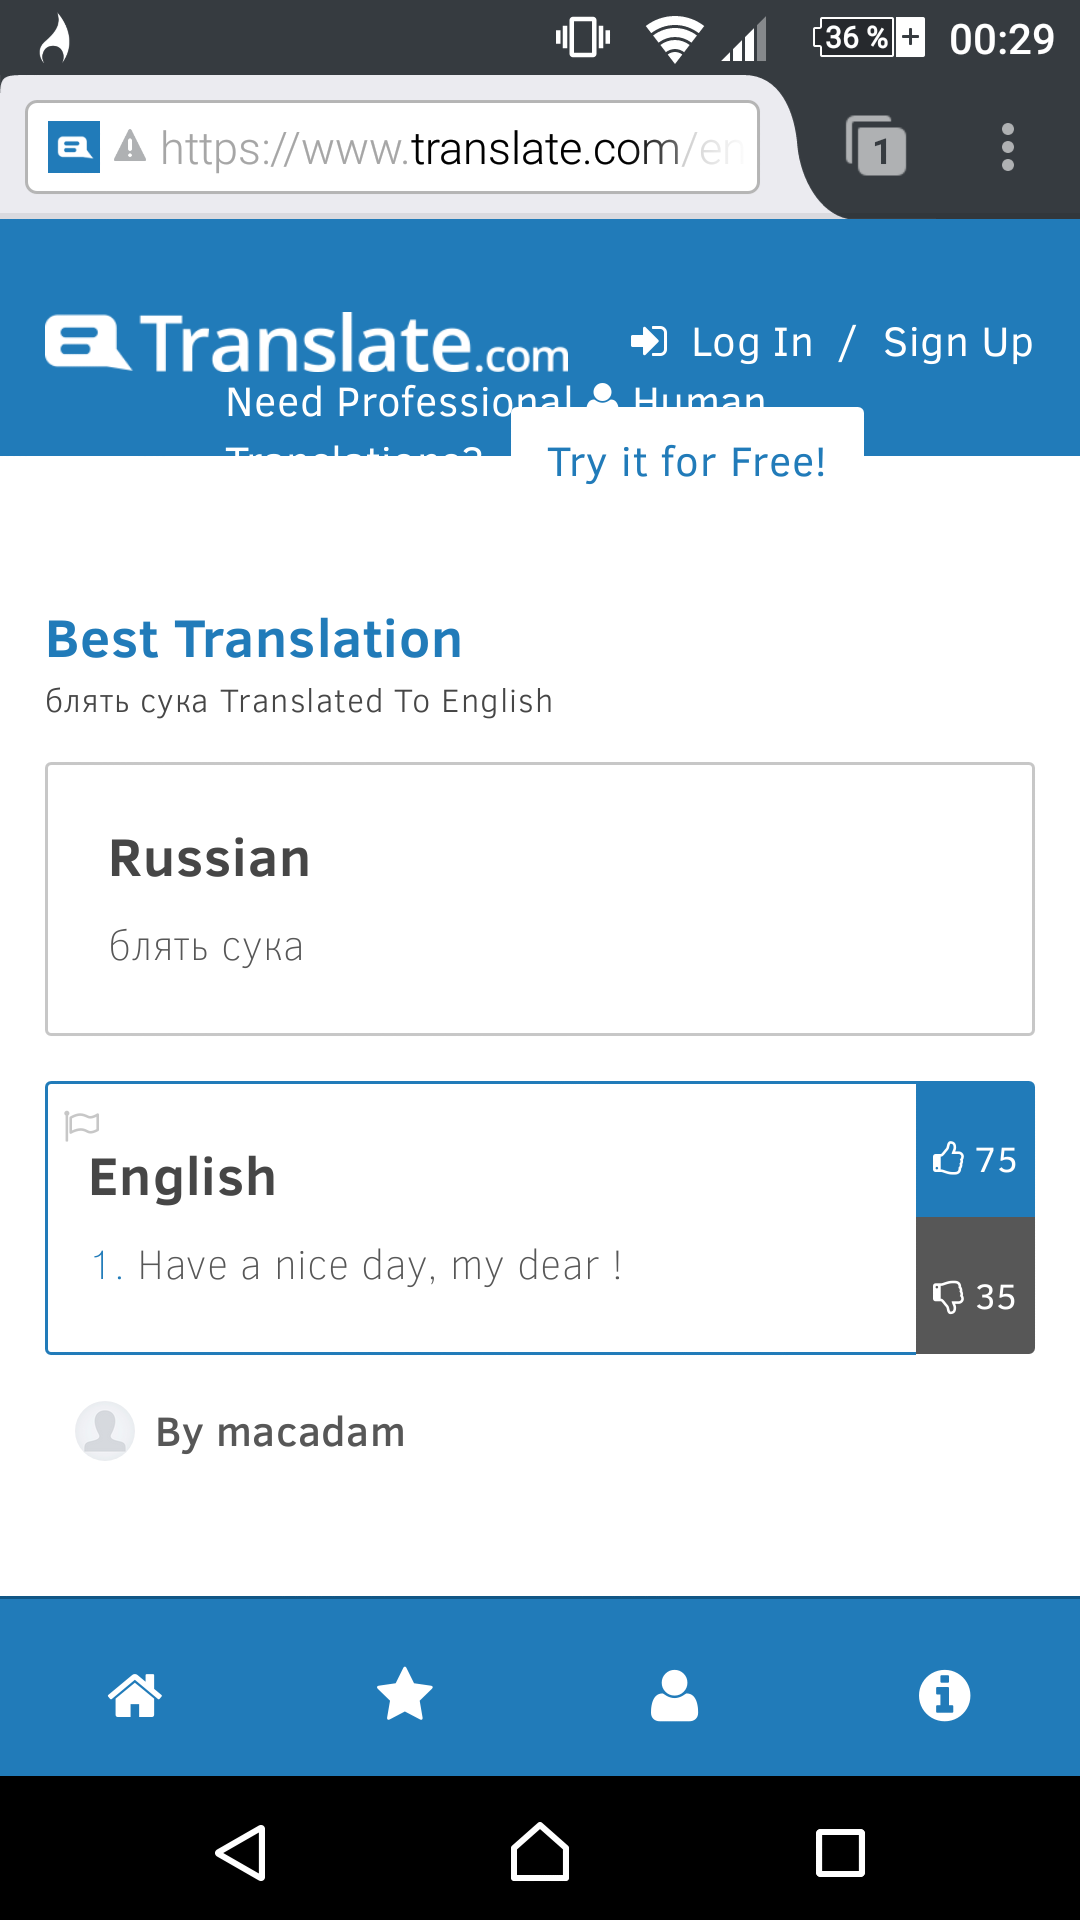 36 % 00:29
https://www.translate.com/en 1
Translate.com Log In / Sign Up
Need Professional Human
Translations? Try it for Free!
Best Translation
блять сука Translated To English
Russian
блять сука
English
75
1. Have a nice day, my dear !
35
By macadam